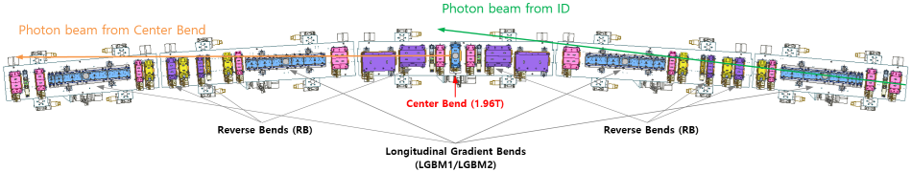 Photon beam from ID
Photon beam from Center Bend
Center Bend (1.96T)
Reverse Bends (RB)
Reverse Bends (RB)
Longitudinal Gradient Bends
(LGBM1/LGBM2)